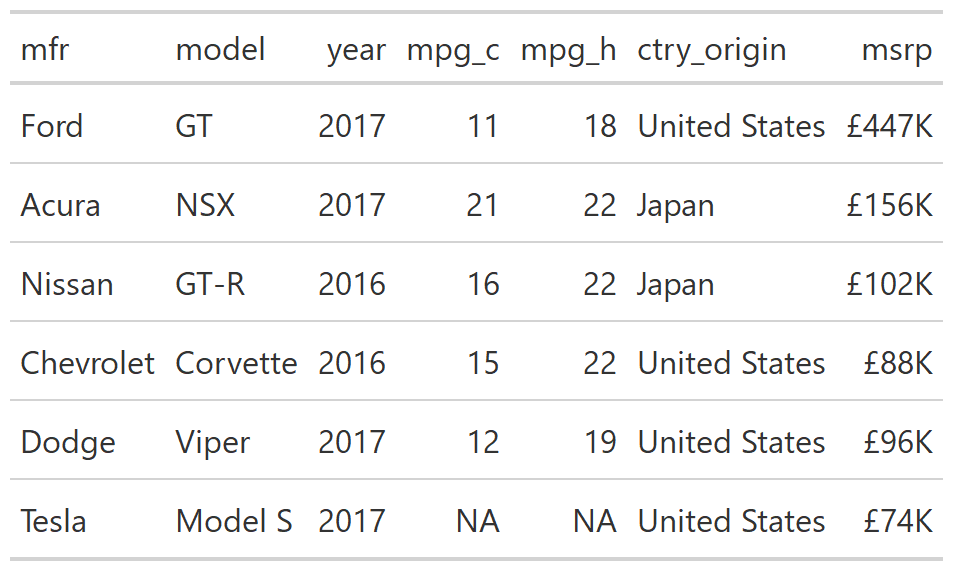 mfr model year mpg_c mpg_h ctry_origin msrp
Ford GT 2017 11 18 United States £447K
Acura NSX 2017 21 22 Japan £156K
Nissan GT-R 2016 16 22 Japan £102K
Chevrolet Corvette 2016 15 22 United States £88K
Dodge Viper 2017 12 19 United States £96K
Tesla Model S 2017 NA NA United States £74K